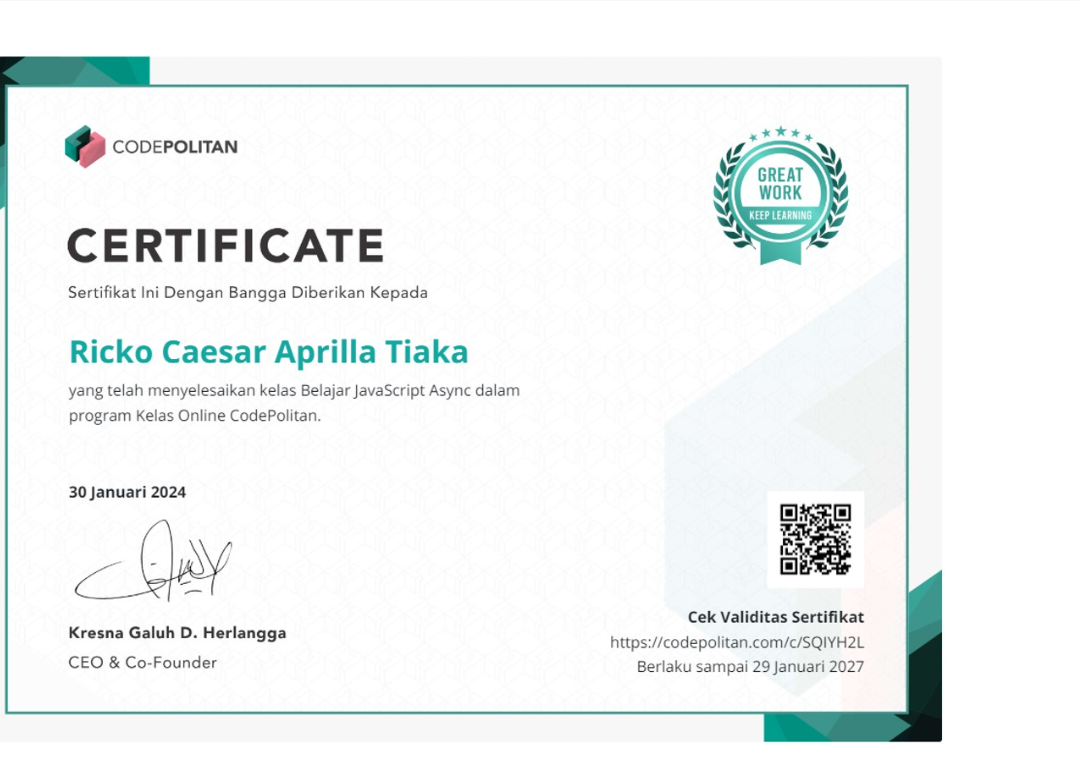 CODEPOLITAN
GREAT
WORK
KEEP LEARNING
CERTIFICATE
Sertifikat Ini Dengan Bangga Diberikan Kepada
Ricko Caesar Aprilla Tiaka
yang telah menyelesaikan kelas Belajar JavaScript Async dalam
program Kelas Online CodePolitan.
30 Januari 2024
Kresna Galuh D. Herlangga
CEO & Co-Founder
Cek Validitas Sertifikat
https://codepolitan.com/c/SQIYH2L
Berlaku sampai 29 Januari 2027